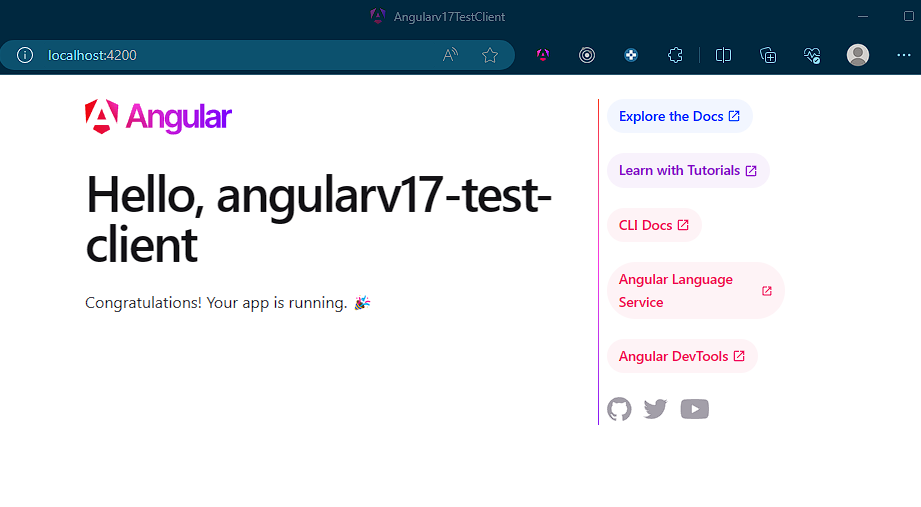 Angularv17TestClient
localhost:4200
Angular
Hello, angularv17-test-
client
Congratulations! Your app is running. 🎉
Explore the Docs
Learn with Tutorials
CLI Docs
Angular Language
Service
Angular DevTools